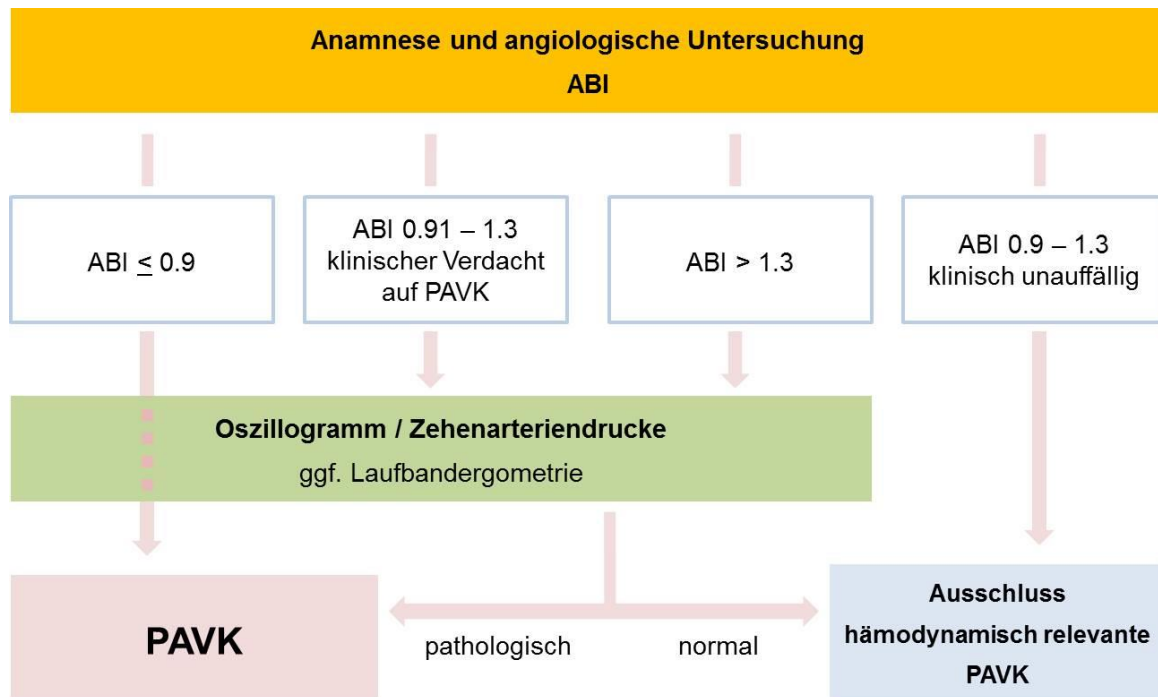 Anamnese und angiologische Untersuchung
ABI
ABI ≤ 0.9
ABI 0.91 – 1.3
klinischer Verdacht
auf PAVK
ABI > 1.3
ABI 0.9 – 1.3
klinisch unauffällig
Oszillogramm / Zehenarteriendrucke
ggf. Laufbandergometrie
PAVK
pathologisch
normal
Ausschluss
hämodynamisch relevante
PAVK